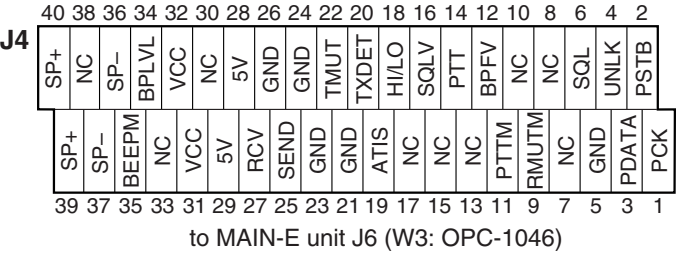 40 38 36 34 32 30 28 26 24 22 20 18 16 14 12 10 8 6 4 2
J4
SP+ NC SP– BPLVL VCC NC 5V GND GND TMUT TXDET HI/LO SQLV PTT BPFV NC NC SQL UNLK PSTB
SP+ SP– BEEPM NC VCC 5V RCV SEND GND GND ATIS NC NC NC PTTM RMUTM NC GND PDATA PCK
39 37 35 33 31 29 27 25 23 21 19 17 15 13 11 9 7 5 3 1
to MAIN-E unit J6 (W3: OPC-1046)